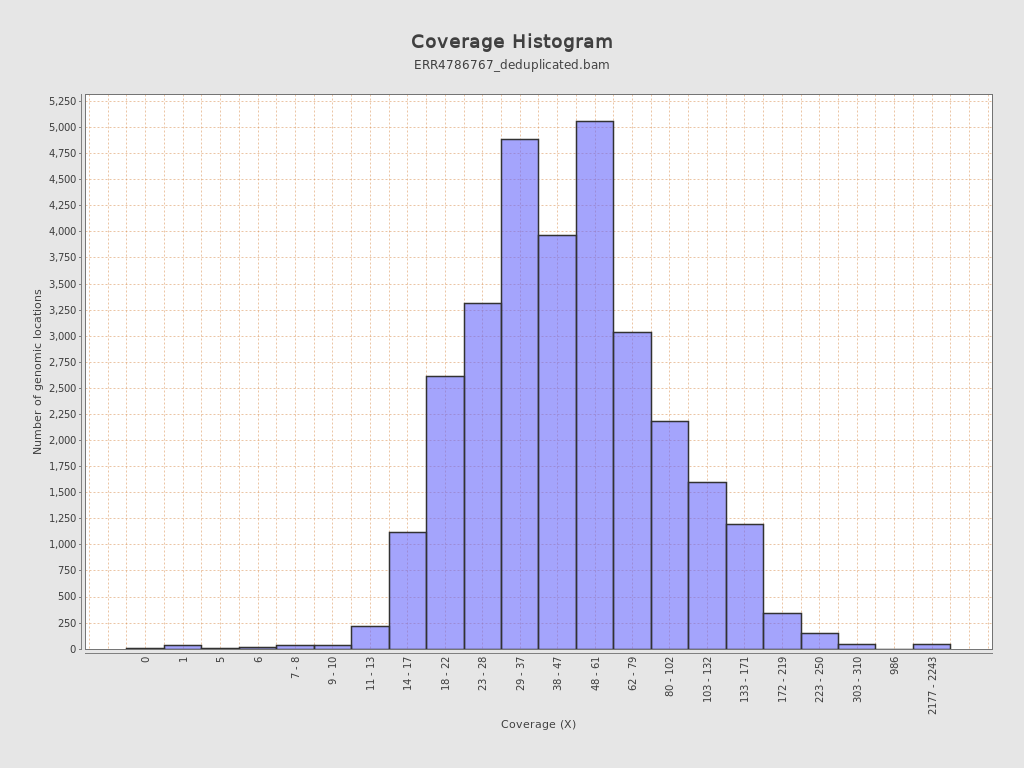 Coverage Histogram
ERR4786767_deduplicated.bam
Number of genomic locations
5,250
5,000
4,750
4,500
4,250
4,000
3,750
3,500
3,250
3,000
2,750
2,500
2,250
2,000
1,750
1,500
1,250
1,000
750
500
250
0
0
1
5
6
7 - 8
9 - 10
11 - 13
14 - 17
18 - 22
23 - 28
29 - 37
38 - 47
48 - 61
62 - 79
80 - 102
103 - 132
133 - 171
172 - 219
223 - 250
303 - 310
986
2177 - 2243
Coverage (X)